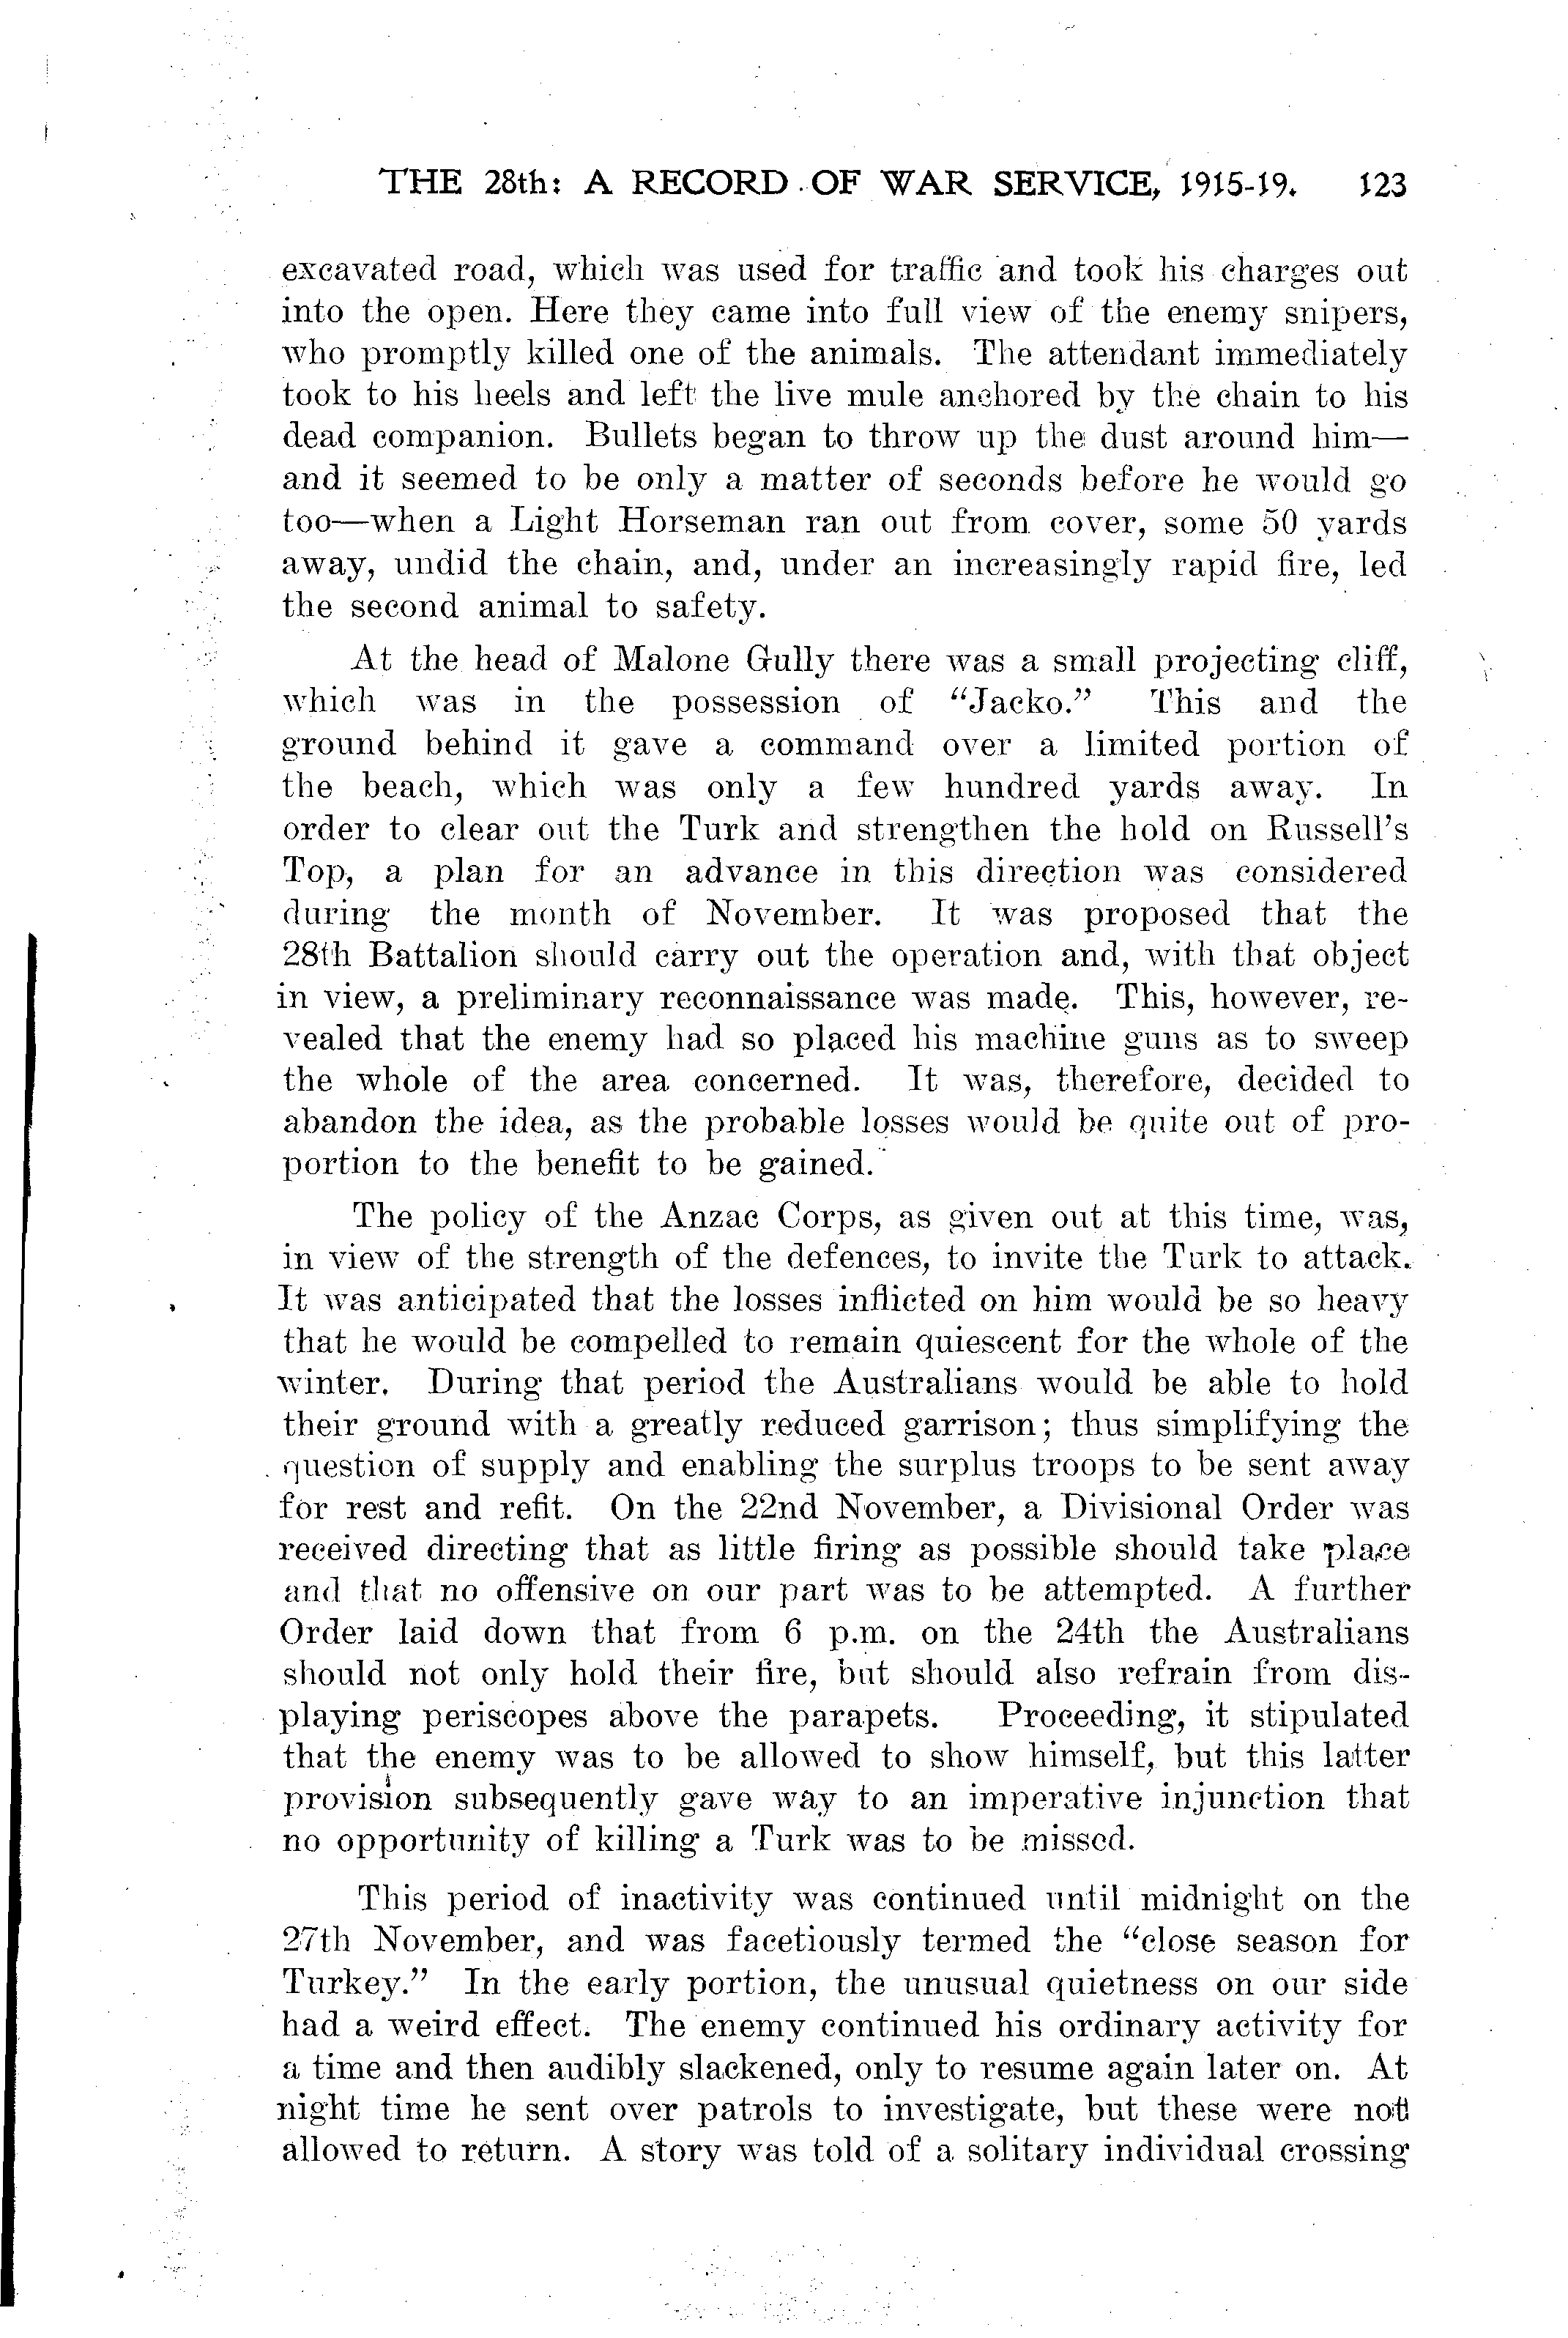 THE 28th: A RECORD OF WAR SERVICE, 1915-19. 123
excavated road, which was used for traffic and took his charges out
into the open. Here they came into full view of the enemy snipers,
who promptly killed one of the animals. The attendant immediately
took to his heels and left the live mule anchored by the chain to his
dead companion. Bullets began to throw up the dust around him—
and it seemed to be only a matter of seconds before he would go
too—when a Light Horseman ran out from cover, some 50 yards
away, undid the chain, and, under an increasingly rapid fire, led
the second animal to safety.
At the head of Malone Gully there was a small projecting cliff,
which was in the possession of “Jacko.” This and the
ground behind it gave a command over a limited portion of
the beach, which was only a few hundred yards away. In
order to clear out the Turk and strengthen the hold on Russell's
Top, a plan for an advance in this direction was considered
during the month of November. It was proposed that the
28th Battalion should carry out the operation and, with that object
in view, a preliminary reconnaissance was made. This, however, re-
vealed that the enemy had so placed his machine guns as to sweep
the whole of the area concerned. It was, therefore, decided to
abandon the idea, as the probable losses would be quite out of pro-
portion to the benefit to be gained.
The policy of the Anzac Corps, as given out at this time, was,
in view of the strength of the defences, to invite the Turk to attack.
It was anticipated that the losses inflicted on him would be so heavy
that he would be compelled to remain quiescent for the whole of the
winter. During that period the Australians would be able to hold
their ground with a greatly reduced garrison; thus simplifying the
question of supply and enabling the surplus troops to be sent away
for rest and refit. On the 22nd November, a Divisional Order was
received directing that as little firing as possible should take place
and that no offensive on our part was to be attempted. A further
Order laid down that from 6 p.m. on the 24th the Australians
should not only hold their fire, but should also refrain from dis-
playing periscopes above the parapets. Proceeding, it stipulated
that the enemy was to be allowed to show himself, but this latter
provision subsequently gave way to an imperative injunction that
no opportunity of killing a Turk was to be missed.
This period of inactivity was continued until midnight on the
27th November, and was facetiously termed the “close season for
Turkey.” In the early portion, the unusual quietness on our side
had a weird effect. The enemy continued his ordinary activity for
a time and then audibly slackened, only to resume again later on. At
night time he sent over patrols to investigate, but these were not
allowed to return. A story was told of a solitary individual crossing